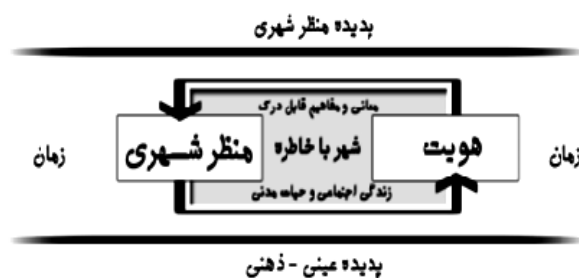 پدیده منظر شهری
معانی و مفاهیم قابل درک
زمان هویت شهر با خاطره منظر شهری زمان
زندگی اجتماعی و حیات مدنی
پدیده عینی - ذهنی